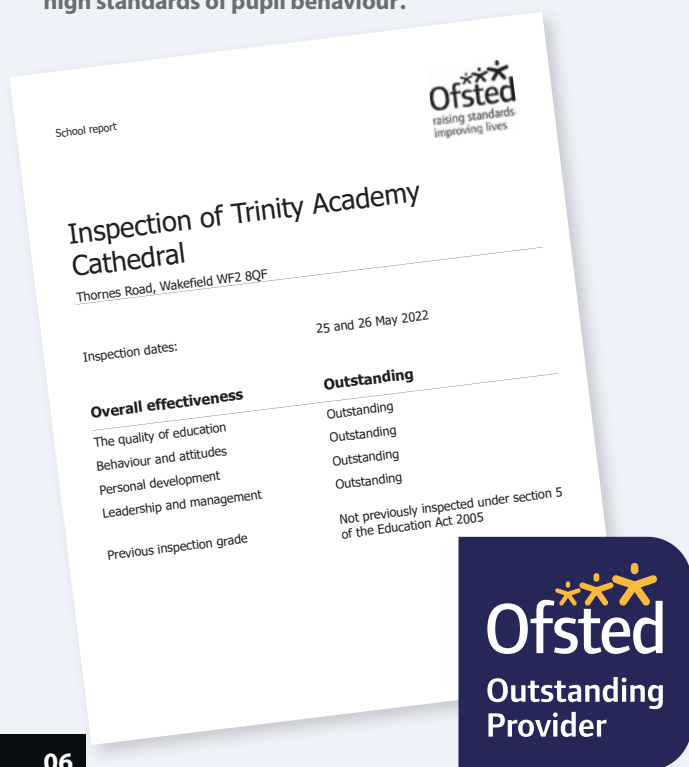 high standards of pupil behaviour.
School report
Ofsted
raising standards
improving lives
Inspection of Trinity Academy
Cathedral
Thornes Road, Wakefield WF2 8QF
Inspection dates: 25 and 26 May 2022
Overall effectiveness Outstanding
The quality of education Outstanding
Behaviour and attitudes Outstanding
Personal development Outstanding
Leadership and management Outstanding
Previous inspection grade Not previously inspected under section 5
of the Education Act 2005
Ofsted
Outstanding
Provider
06